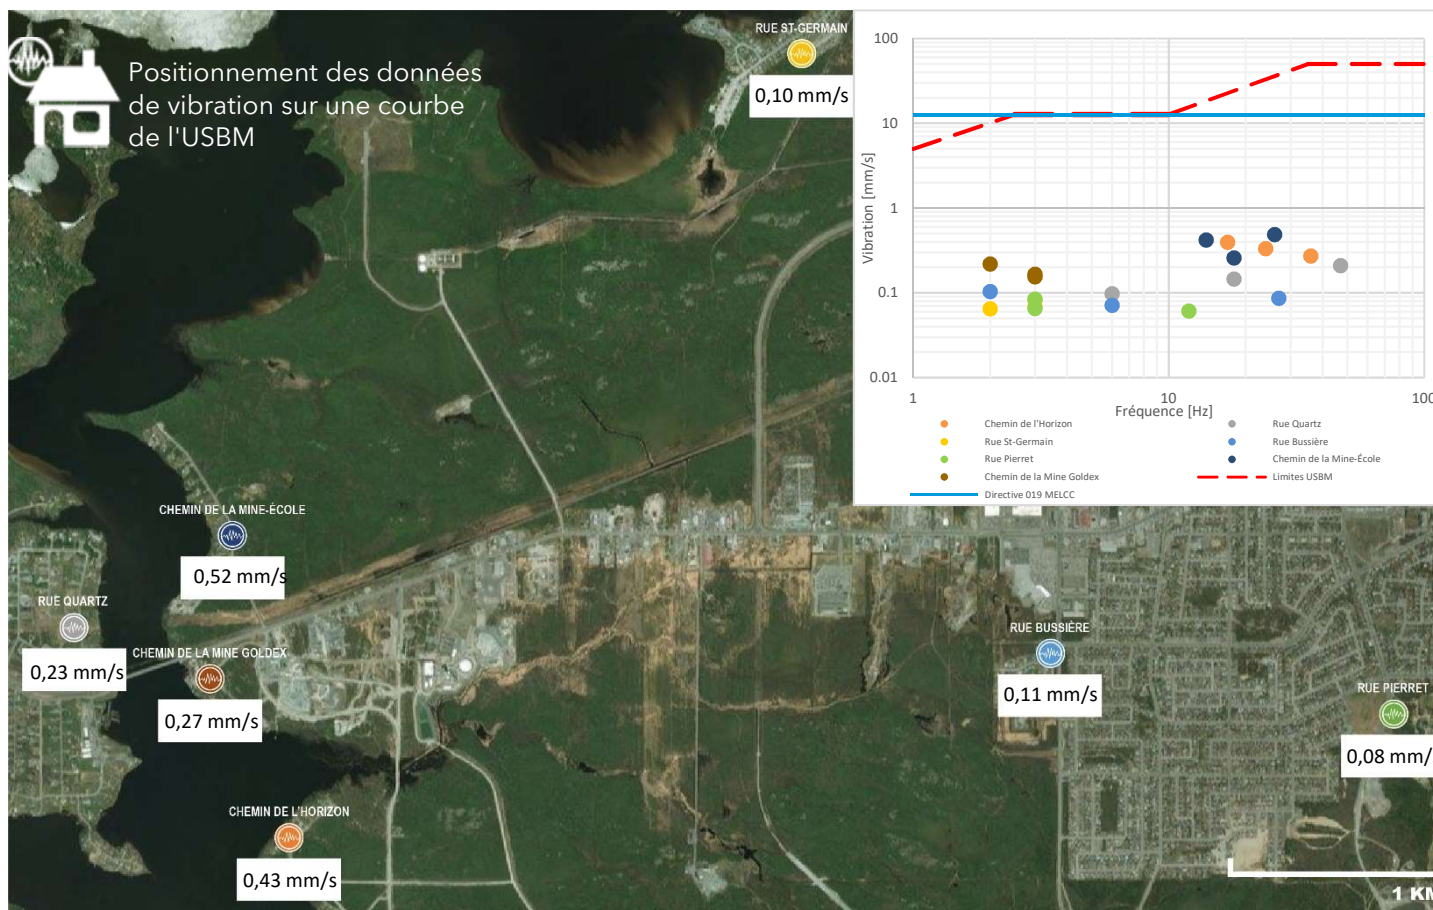 Positionnement des données
de vibration sur une courbe
de l'USBM
RUE ST-GERMAIN
0,10 mm/s
100
10
1
0.1
0.01
Vibration [mm/s]
1
10
100
Fréquence [Hz]
Chemin de l'Horizon
Rue Quartz
Rue St-Germain
Rue Bussière
Rue Pierret
Chemin de la Mine-École
Chemin de la Mine Goldex
Limites USBM
Directive 019 MELCC
CHEMIN DE LA MINE-ÉCOLE
0,52 mm/s
RUE QUARTZ
0,23 mm/s
CHEMIN DE LA MINE GOLDEX
0,27 mm/s
RUE BUSSIÈRE
0,11 mm/s
RUE PIERRET
0,08 mm/
CHEMIN DE L'HORIZON
0,43 mm/s
1 KM